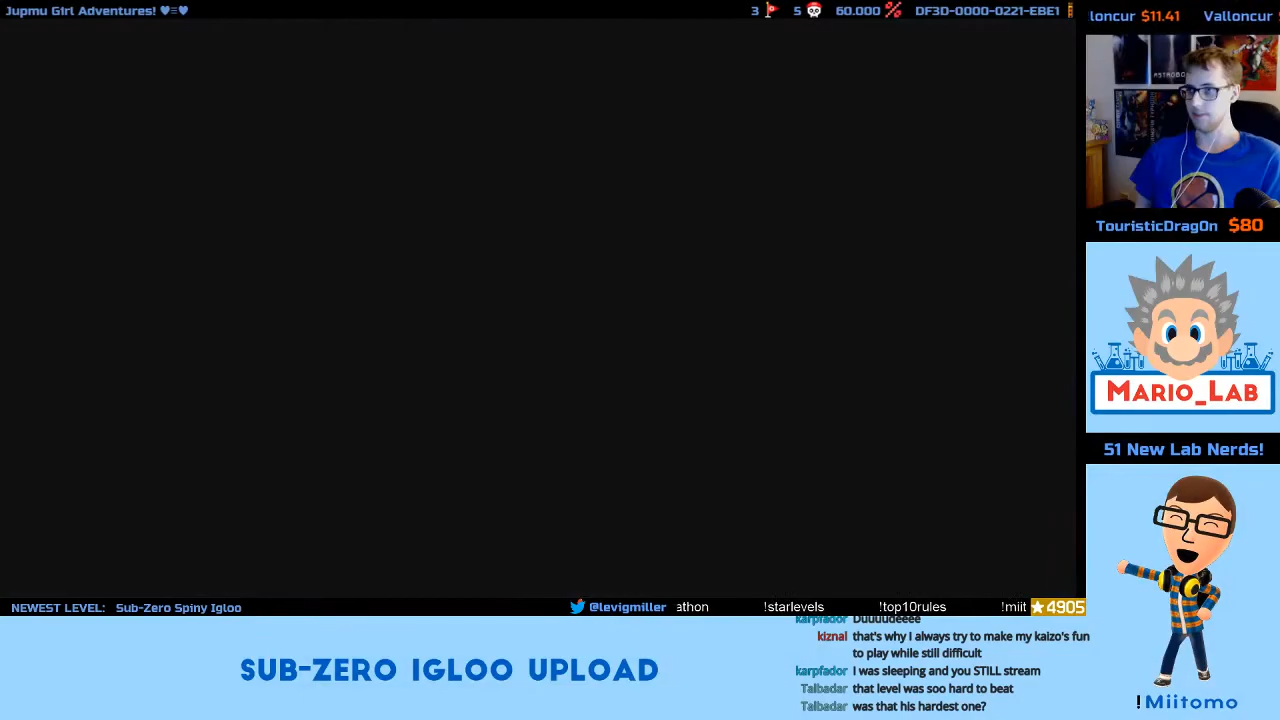 Jupmu Girl Adventures! ♥=♥
3 5 60.000 DF3D-0000-0221-EBE1
loncur $11.41 Valloncur
ASTROBO
TouristicDrag0n $80
MARIO_LAB
51 New Lab Nerds!
NEWEST LEVEL: Sub-Zero Spiny Igloo
@levigmiller athon !starlevels !top10rules !miit ★4905
SUB-ZERO IGLOO UPLOAD
karpfador Duuuudeeee
kiznal that's why I always try to make my kaizo's fun
to play while still difficult
karpfador I was sleeping and you STILL stream
Talbadar that level was soo hard to beat
Talbadar was that his hardest one?
!Miitomo